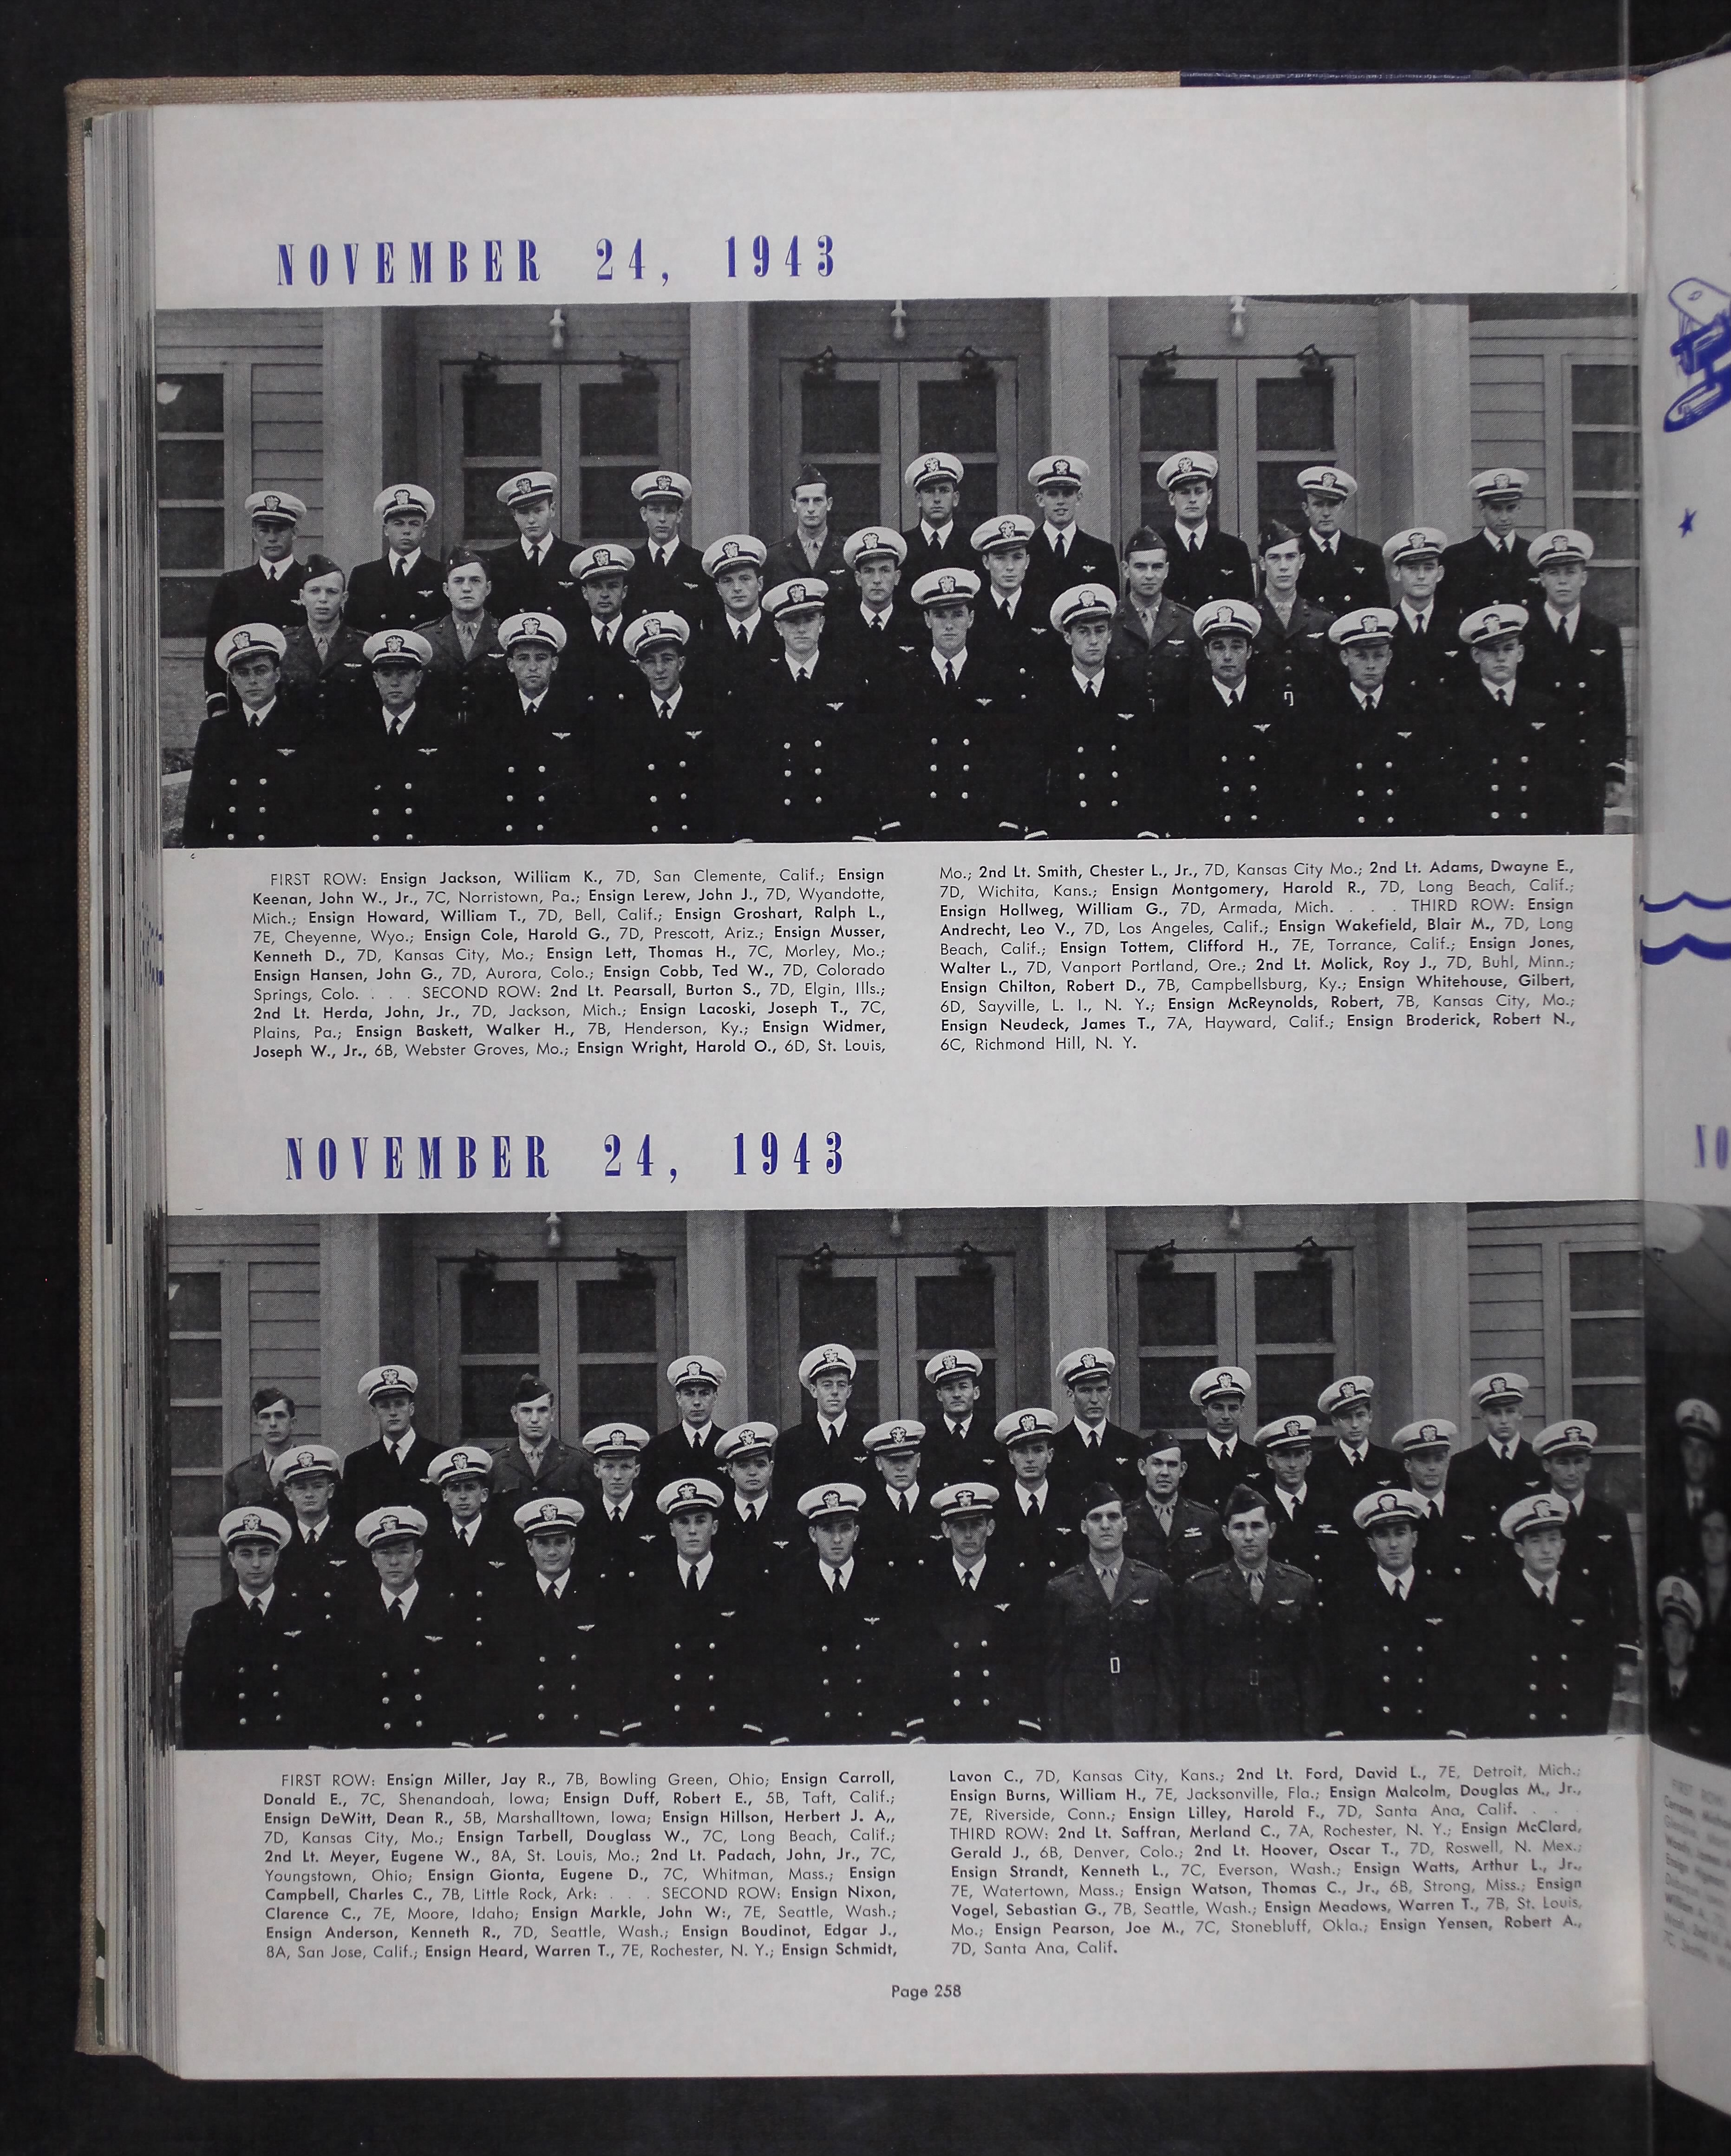 NOVEMBER 24, 1943
FIRST ROW: Ensign Jackson, William K., 7D, San Clemente, Calif.; Ensign
Keenan, John W., Jr., 7C, Norristown, Pa.; Ensign Lerew, John J., 7D, Wyandotte,
Mich.; Ensign Howard, William T., 7D, Bell, Calif.; Ensign Groshart, Ralph L.,
7E, Cheyenne, Wyo.; Ensign Cole, Harold G., 7D, Prescott, Ariz.; Ensign Musser,
Kenneth D., 7D, Kansas City, Mo.; Ensign Lett, Thomas H., 7C, Morley, Mo.;
Ensign Hansen, John G., 7D, Aurora, Colo.; Ensign Cobb, Ted W., 7D, Colorado
Springs, Colo. . . . SECOND ROW: 2nd Lt. Pearsall, Burton S., 7D, Elgin, Ills.;
2nd Lt. Herda, John, Jr., 7D, Jackson, Mich.; Ensign Lacoski, Joseph T., 7C,
Plains, Pa.; Ensign Baskett, Walker H., 7B, Henderson, Ky.; Ensign Widmer,
Joseph W., Jr., 6B, Webster Groves, Mo.; Ensign Wright, Harold O., 6D, St. Louis,
Mo.; 2nd Lt. Smith, Chester L., Jr., 7D, Kansas City Mo.; 2nd Lt. Adams, Dwayne E.,
7D, Wichita, Kans.; Ensign Montgomery, Harold R., 7D, Long Beach, Calif.;
Ensign Hollweg, William G., 7D, Armada, Mich. . . . THIRD ROW: Ensign
Andrecht, Leo V., 7D, Los Angeles, Calif.; Ensign Wakefield, Blair M., 7D, Long
Beach, Calif.; Ensign Tottem, Clifford H., 7E, Torrance, Calif.; Ensign Jones,
Walter L., 7D, Vanport Portland, Ore.; 2nd Lt. Molick, Roy J., 7D, Buhl, Minn.;
Ensign Chilton, Robert D., 7B, Campbellsburg, Ky.; Ensign Whitehouse, Gilbert,
6D, Sayville, L. I., N. Y.; Ensign McReynolds, Robert, 7B, Kansas City, Mo.;
Ensign Neudeck, James T., 7A, Hayward, Calif.; Ensign Broderick, Robert N.,
6C, Richmond Hill, N. Y.
NOVEMBER 24, 1943
FIRST ROW: Ensign Miller, Jay R., 7B, Bowling Green, Ohio; Ensign Carroll,
Donald E., 7C, Shenandoah, Iowa; Ensign Duff, Robert E., 5B, Taft, Calif.;
Ensign DeWitt, Dean R., 5B, Marshalltown, Iowa; Ensign Hillson, Herbert J. A.,
7D, Kansas City, Mo.; Ensign Tarbell, Douglass W., 7C, Long Beach, Calif.;
2nd Lt. Meyer, Eugene W., 8A, St. Louis, Mo.; 2nd Lt. Padach, John, Jr., 7C,
Youngstown, Ohio; Ensign Gionta, Eugene D., 7C, Whitman, Mass.; Ensign
Campbell, Charles C., 7B, Little Rock, Ark: . . . SECOND ROW: Ensign Nixon,
Clarence C., 7E, Moore, Idaho; Ensign Markle, John W:, 7E, Seattle, Wash.;
Ensign Anderson, Kenneth R., 7D, Seattle, Wash.; Ensign Boudinot, Edgar J.,
8A, San Jose, Calif.; Ensign Heard, Warren T., 7E, Rochester, N. Y.; Ensign Schmidt,
Lavon C., 7D, Kansas City, Kans.; 2nd Lt. Ford, David L., 7E, Detroit, Mich.;
Ensign Burns, William H., 7E, Jacksonville, Fla.; Ensign Malcolm, Douglas M., Jr.,
7E, Riverside, Conn.; Ensign Lilley, Harold F., 7D, Santa Ana, Calif. . . .
THIRD ROW: 2nd Lt. Saffran, Merland C., 7A, Rochester, N. Y.; Ensign McClard,
Gerald J., 6B, Denver, Colo.; 2nd Lt. Hoover, Oscar T., 7D, Roswell, N. Mex.;
Ensign Strandt, Kenneth L., 7C, Everson, Wash.; Ensign Watts, Arthur L., Jr.,
7E, Watertown, Mass.; Ensign Watson, Thomas C., Jr., 6B, Strong, Miss.; Ensign
Vogel, Sebastian G., 7B, Seattle, Wash.; Ensign Meadows, Warren T., 7B, St. Louis,
Mo.; Ensign Pearson, Joe M., 7C, Stonebluff, Okla.; Ensign Yensen, Robert A.,
7D, Santa Ana, Calif.
Page 258
NO